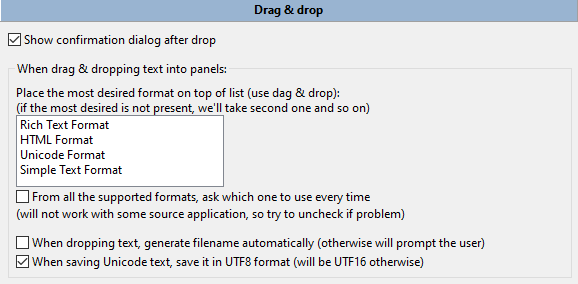 Drag & drop
Show confirmation dialog after drop
When drag & dropping text into panels:
Place the most desired format on top of list (use dag & drop):
(if the most desired is not present, we'll take second one and so on)
Rich Text Format
HTML Format
Unicode Format
Simple Text Format
From all the supported formats, ask which one to use every time
(will not work with some source application, so try to uncheck if problem)
When dropping text, generate filename automatically (otherwise will prompt the user)
When saving Unicode text, save it in UTF8 format (will be UTF16 otherwise)